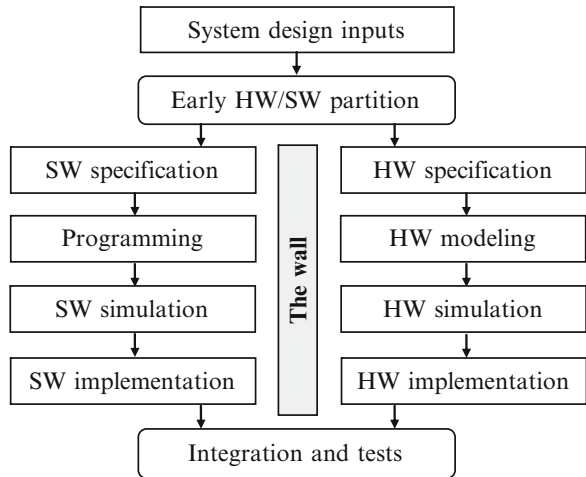 System design inputs
Early HW/SW partition
SW specification
HW specification
Programming
HW modeling
The wall
SW simulation
HW simulation
SW implementation
HW implementation
Integration and tests